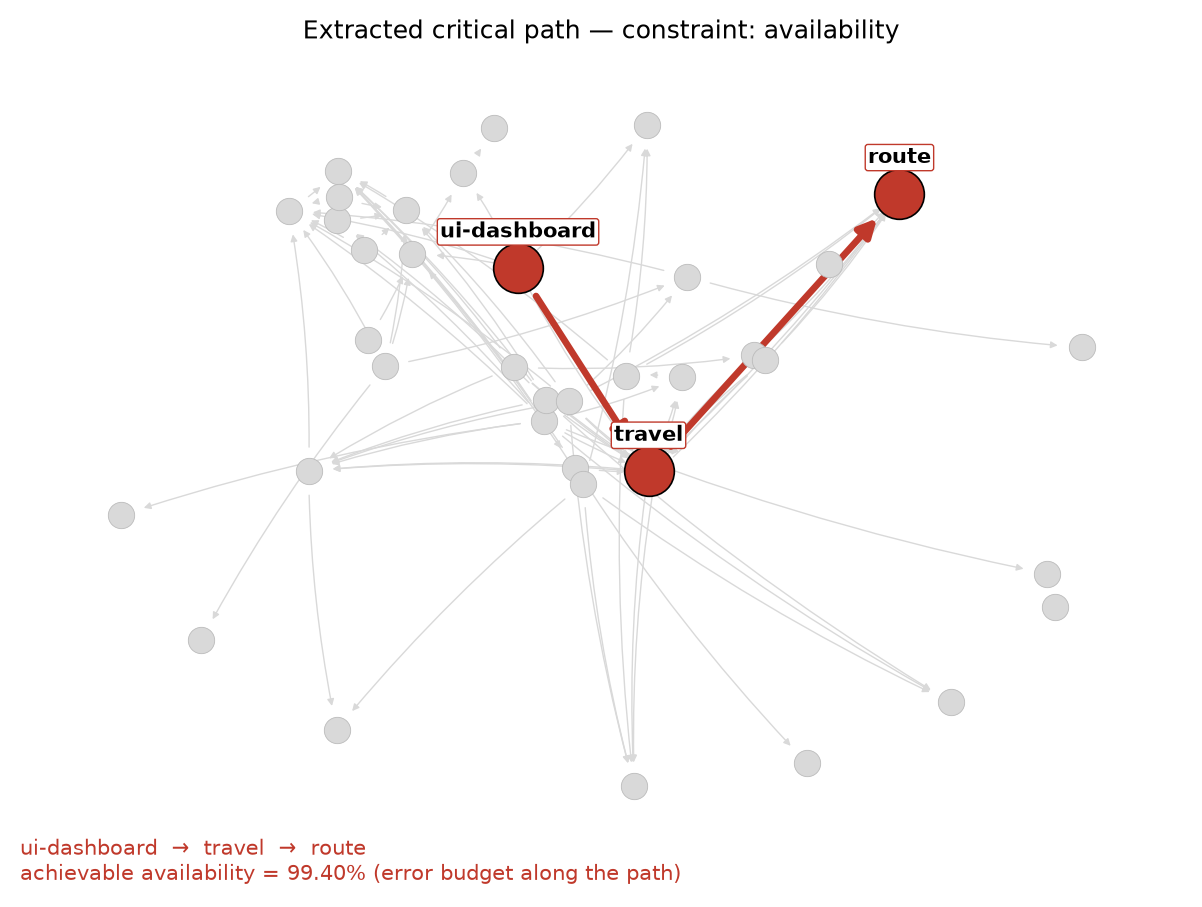 Extracted critical path — constraint: availability
route
ui-dashboard
travel
ui-dashboard → travel → route
achievable availability = 99.40% (error budget along the path)